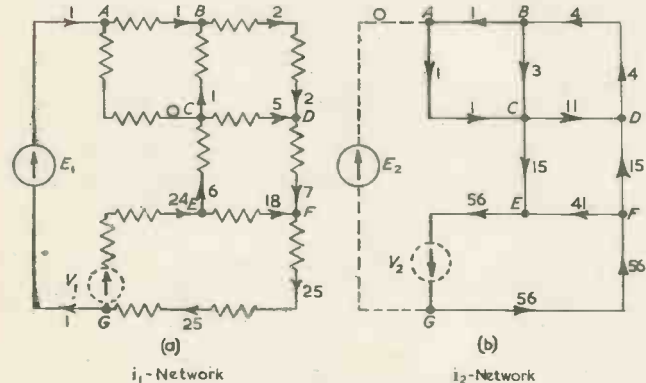 1 A 1 B 2
O A 1 B 4
1 2
1 3 4
O C 5 D
1 C 11 D
E₁
E₂
6 7
15 15
24 E 18 F
56 E 41 F
V₁
V₂
25
56
1 G 25
G 56
(a)
(b)
i₁-Network
i₂-Network